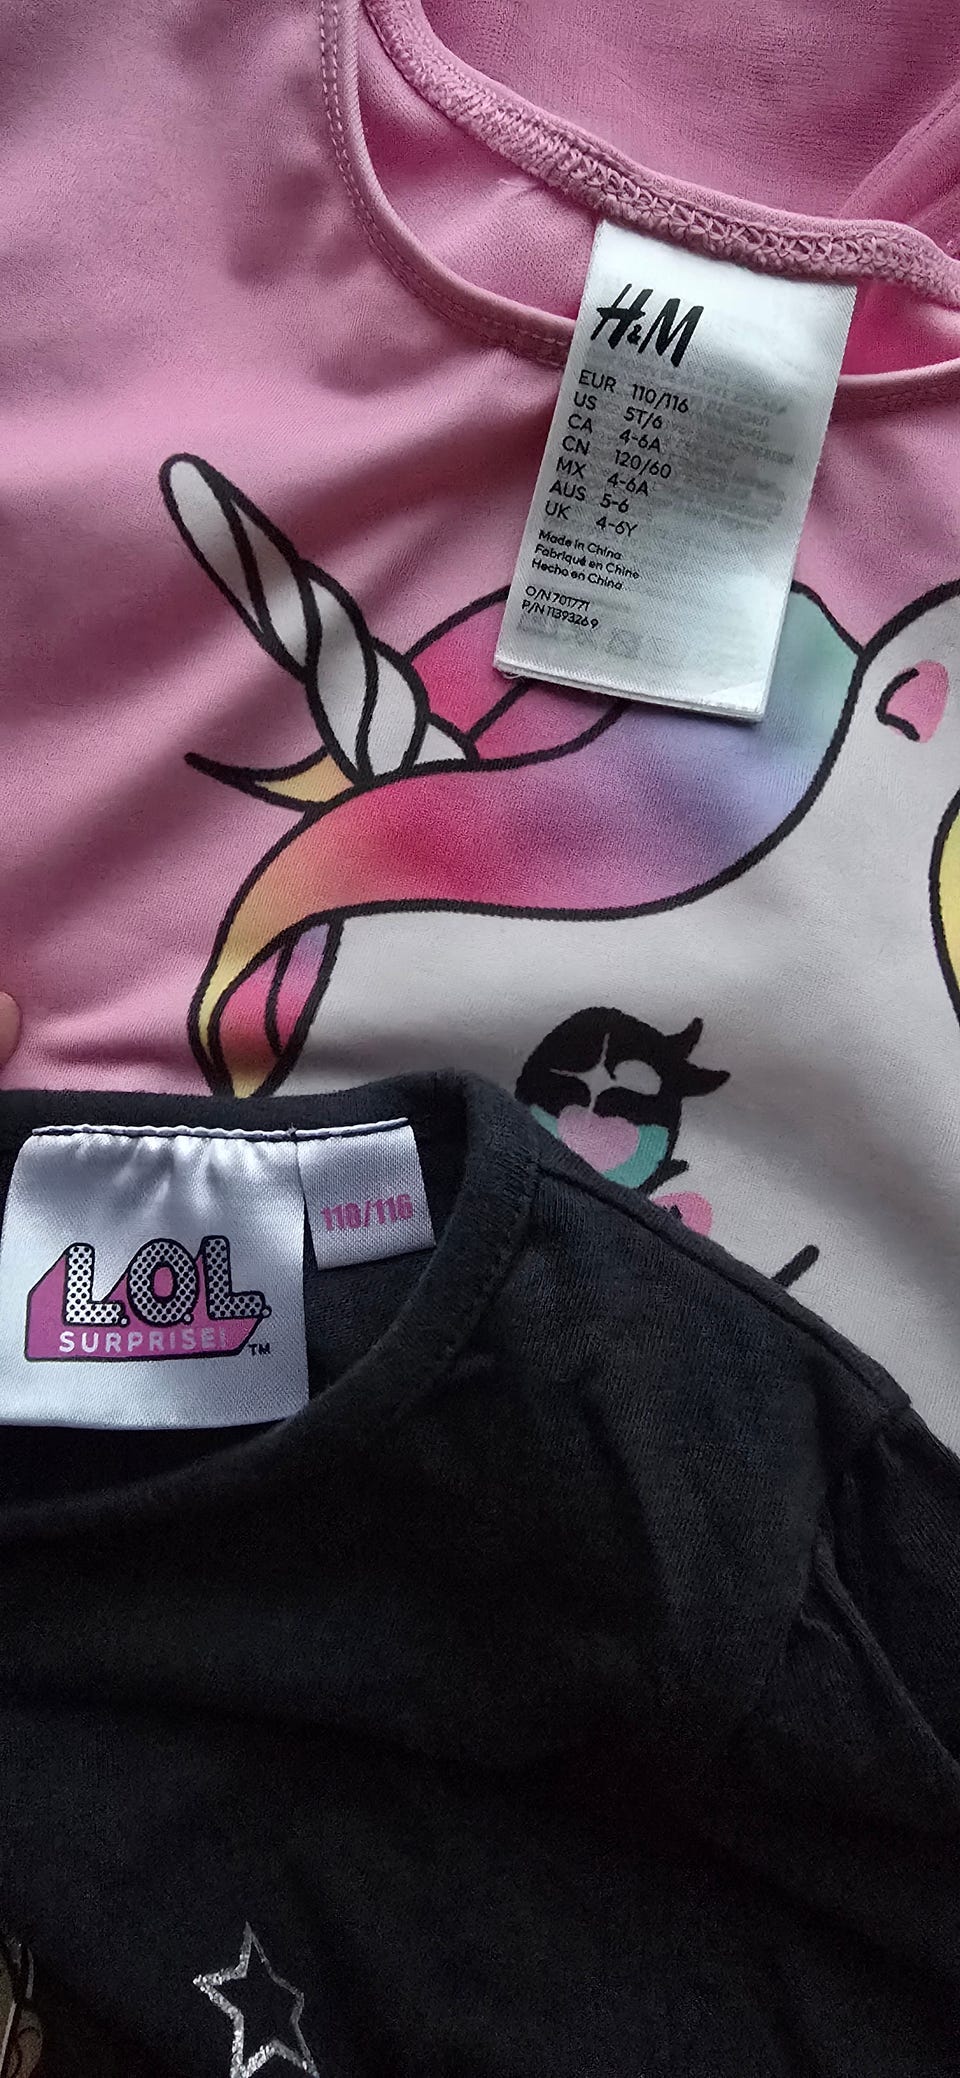 H&M
EUR 110/116
US 5T/6
CA 4-6A
CN 120/60
MX 4-6A
AUS 5-6
UK 4-6Y
Made in China
Fabriqué en Chine
Hecho en China
O/N 701771
P/N 11393269
L.O.L.
SURPRISE!
TM
110/116